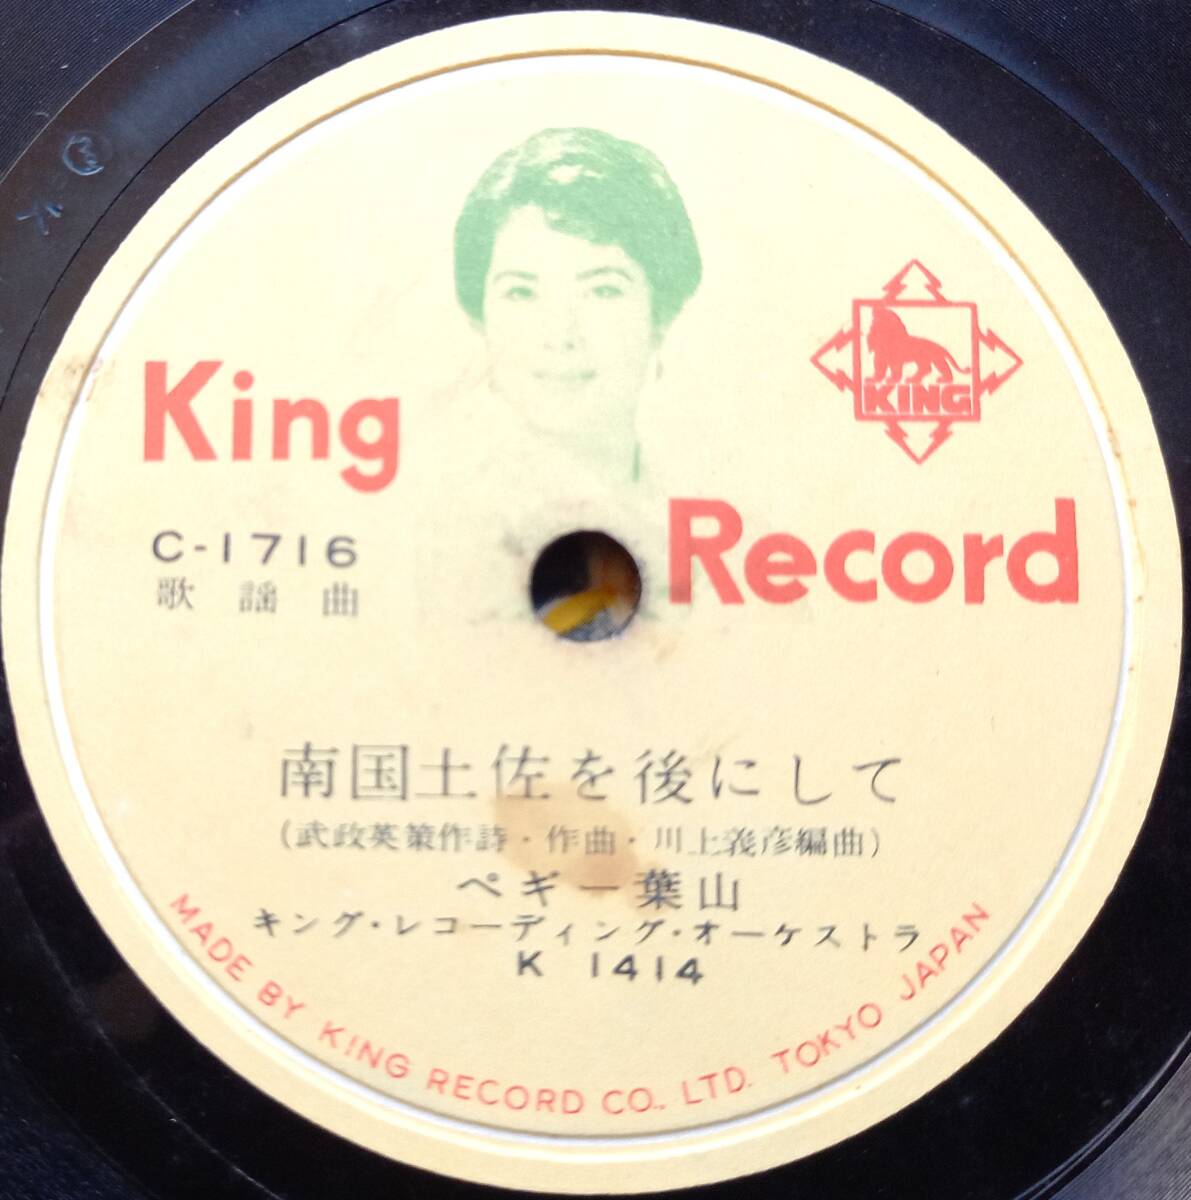 King
KING
Record
C-1716
歌謡曲
南国土佐を後にして
(武政英策作詩・作曲・川上義彦編曲)
ペギー葉山
キング・レコーディング・オーケストラ
K 1414
MADE BY KING RECORD CO., LTD. TOKYO JAPAN